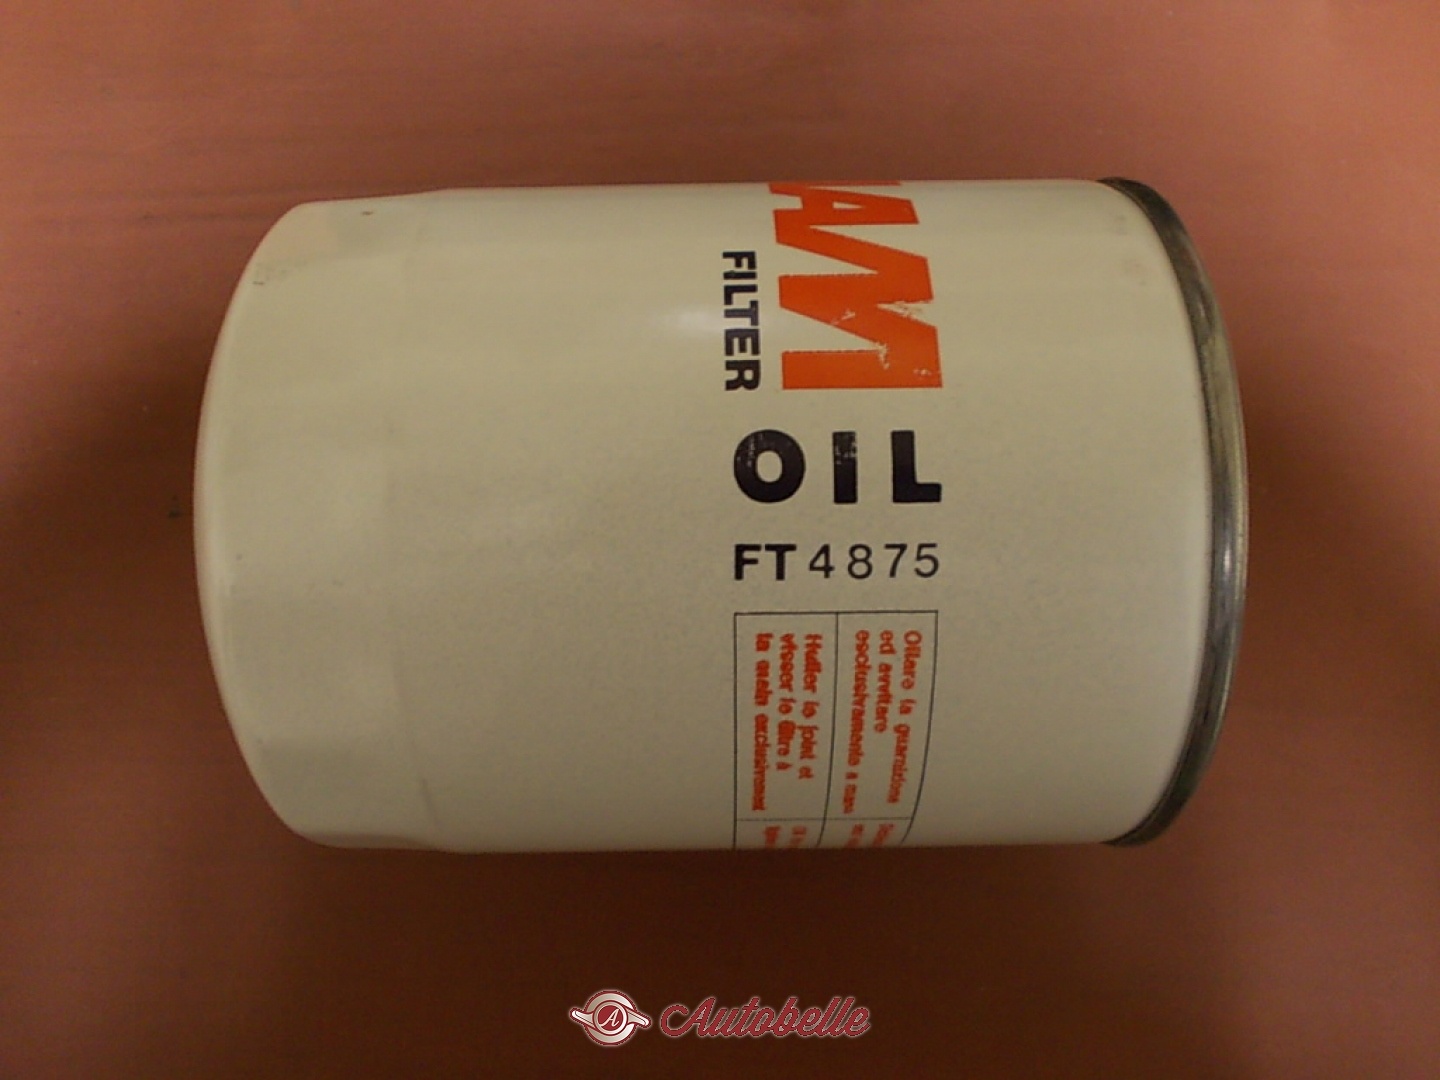 AM
FILTER
OIL
FT 4875
Oliare la guarnizione
ed avvitare
esclusivamente a mano
Huiler le joint et
visser le filtre à
la main exclusivement
Autobelle